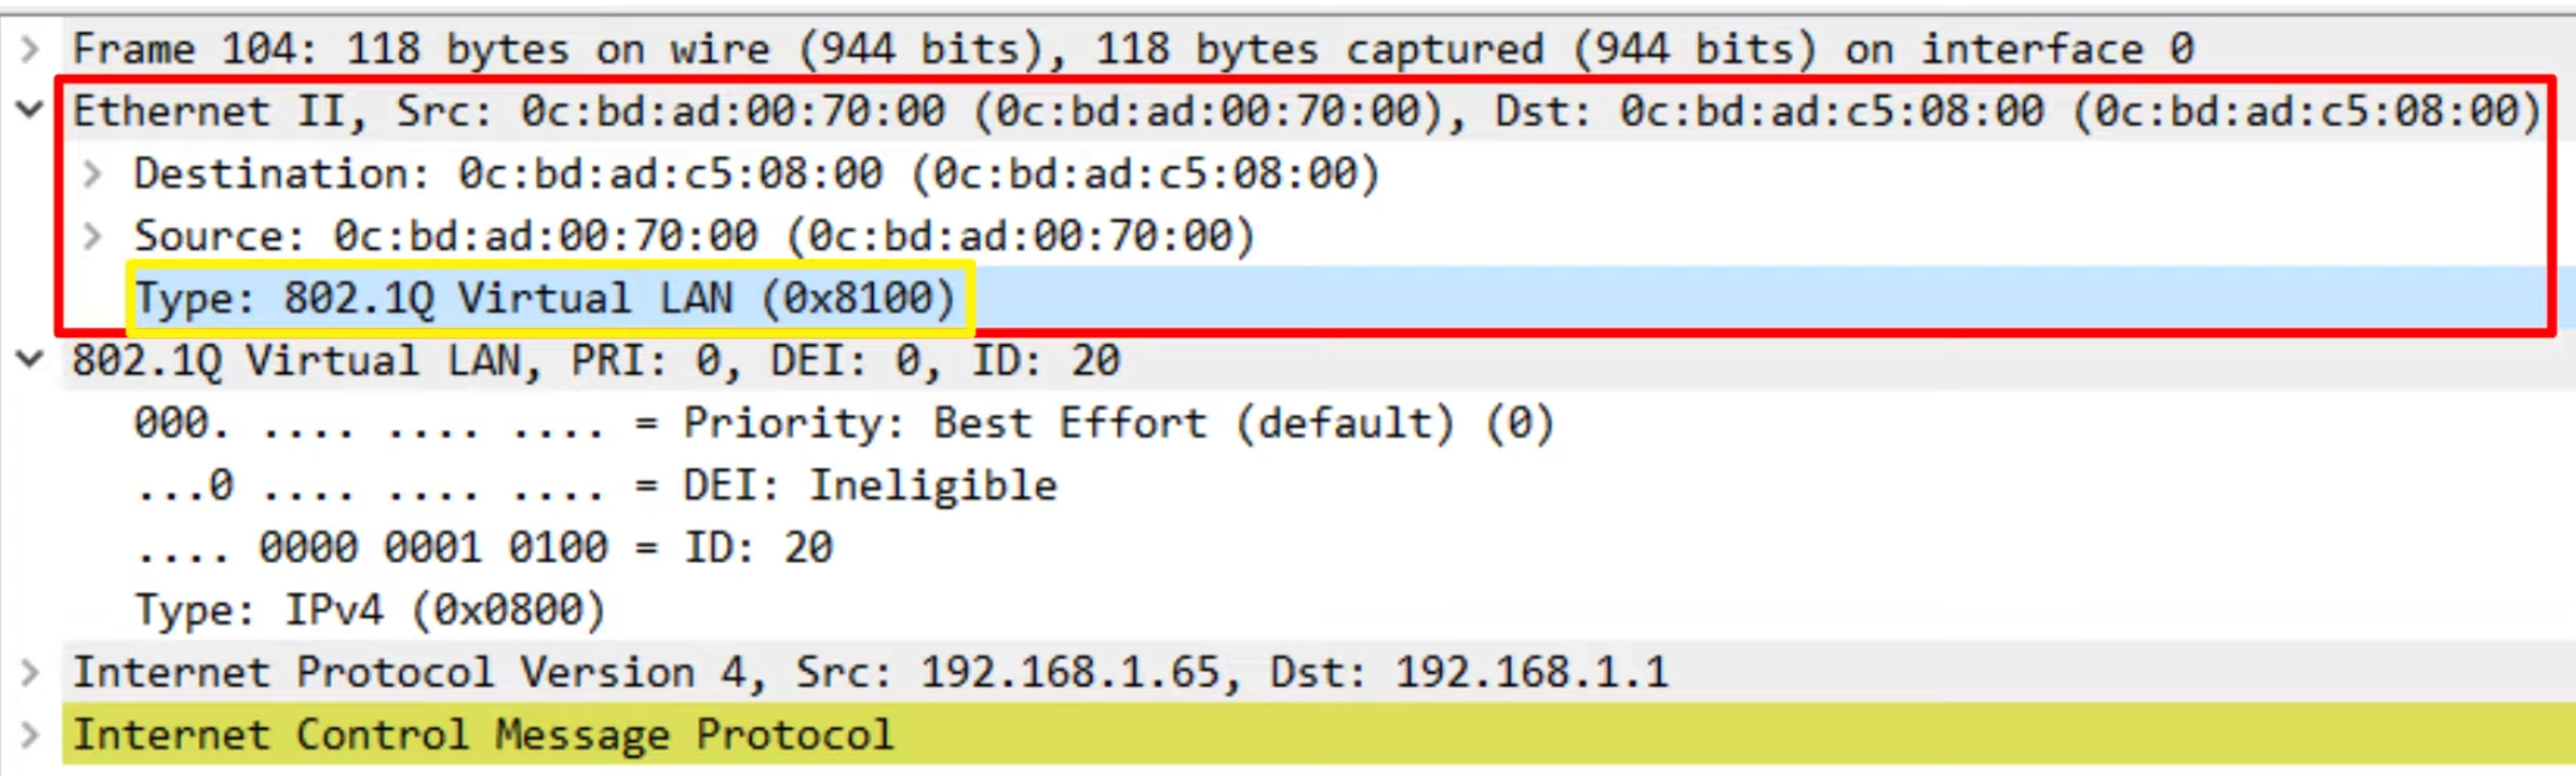 Frame 104: 118 bytes on wire (944 bits), 118 bytes captured (944 bits) on interface 0
Ethernet II, Src: 0c:bd:ad:00:70:00 (0c:bd:ad:00:70:00), Dst: 0c:bd:ad:c5:08:00 (0c:bd:ad:c5:08:00)
Destination: 0c:bd:ad:c5:08:00 (0c:bd:ad:c5:08:00)
Source: 0c:bd:ad:00:70:00 (0c:bd:ad:00:70:00)
Type: 802.1Q Virtual LAN (0x8100)
802.1Q Virtual LAN, PRI: 0, DEI: 0, ID: 20
000. .... .... .... = Priority: Best Effort (default) (0)
...0 .... .... .... = DEI: Ineligible
.... 0000 0001 0100 = ID: 20
Type: IPv4 (0x0800)
Internet Protocol Version 4, Src: 192.168.1.65, Dst: 192.168.1.1
Internet Control Message Protocol